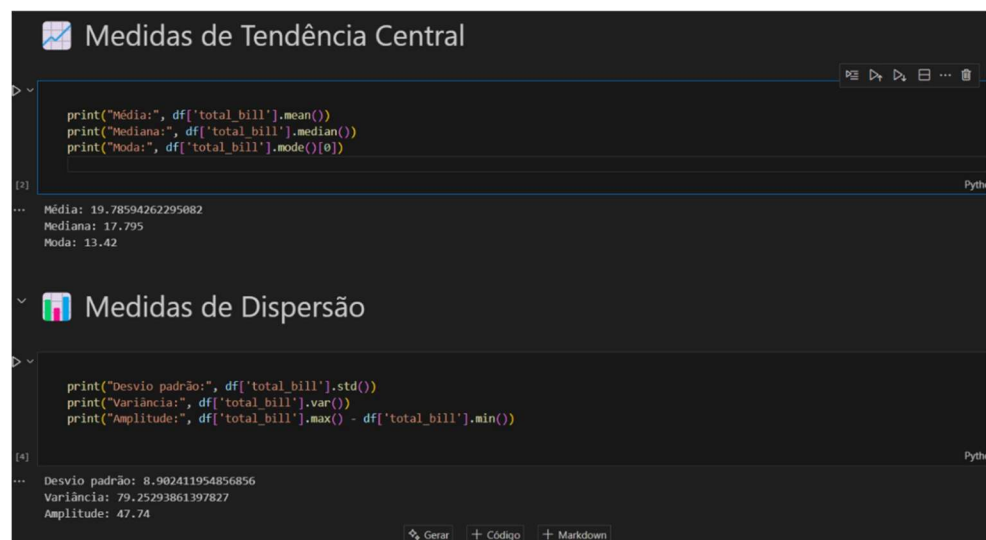 Medidas de Tendência Central
print("Média:", df['total_bill'].mean())
print("Mediana:", df['total_bill'].median())
print("Moda:", df['total_bill'].mode()[0])
[2]
Pytho
Média: 19.78594262295082
Mediana: 17.795
Moda: 13.42
Medidas de Dispersão
print("Desvio padrão:", df['total_bill'].std())
print("Variância:", df['total_bill'].var())
print("Amplitude:", df['total_bill'].max() - df['total_bill'].min())
[4]
Pytho
Desvio padrão: 8.902411954856856
Variância: 79.25293861397827
Amplitude: 47.74
Gerar + Código + Markdown